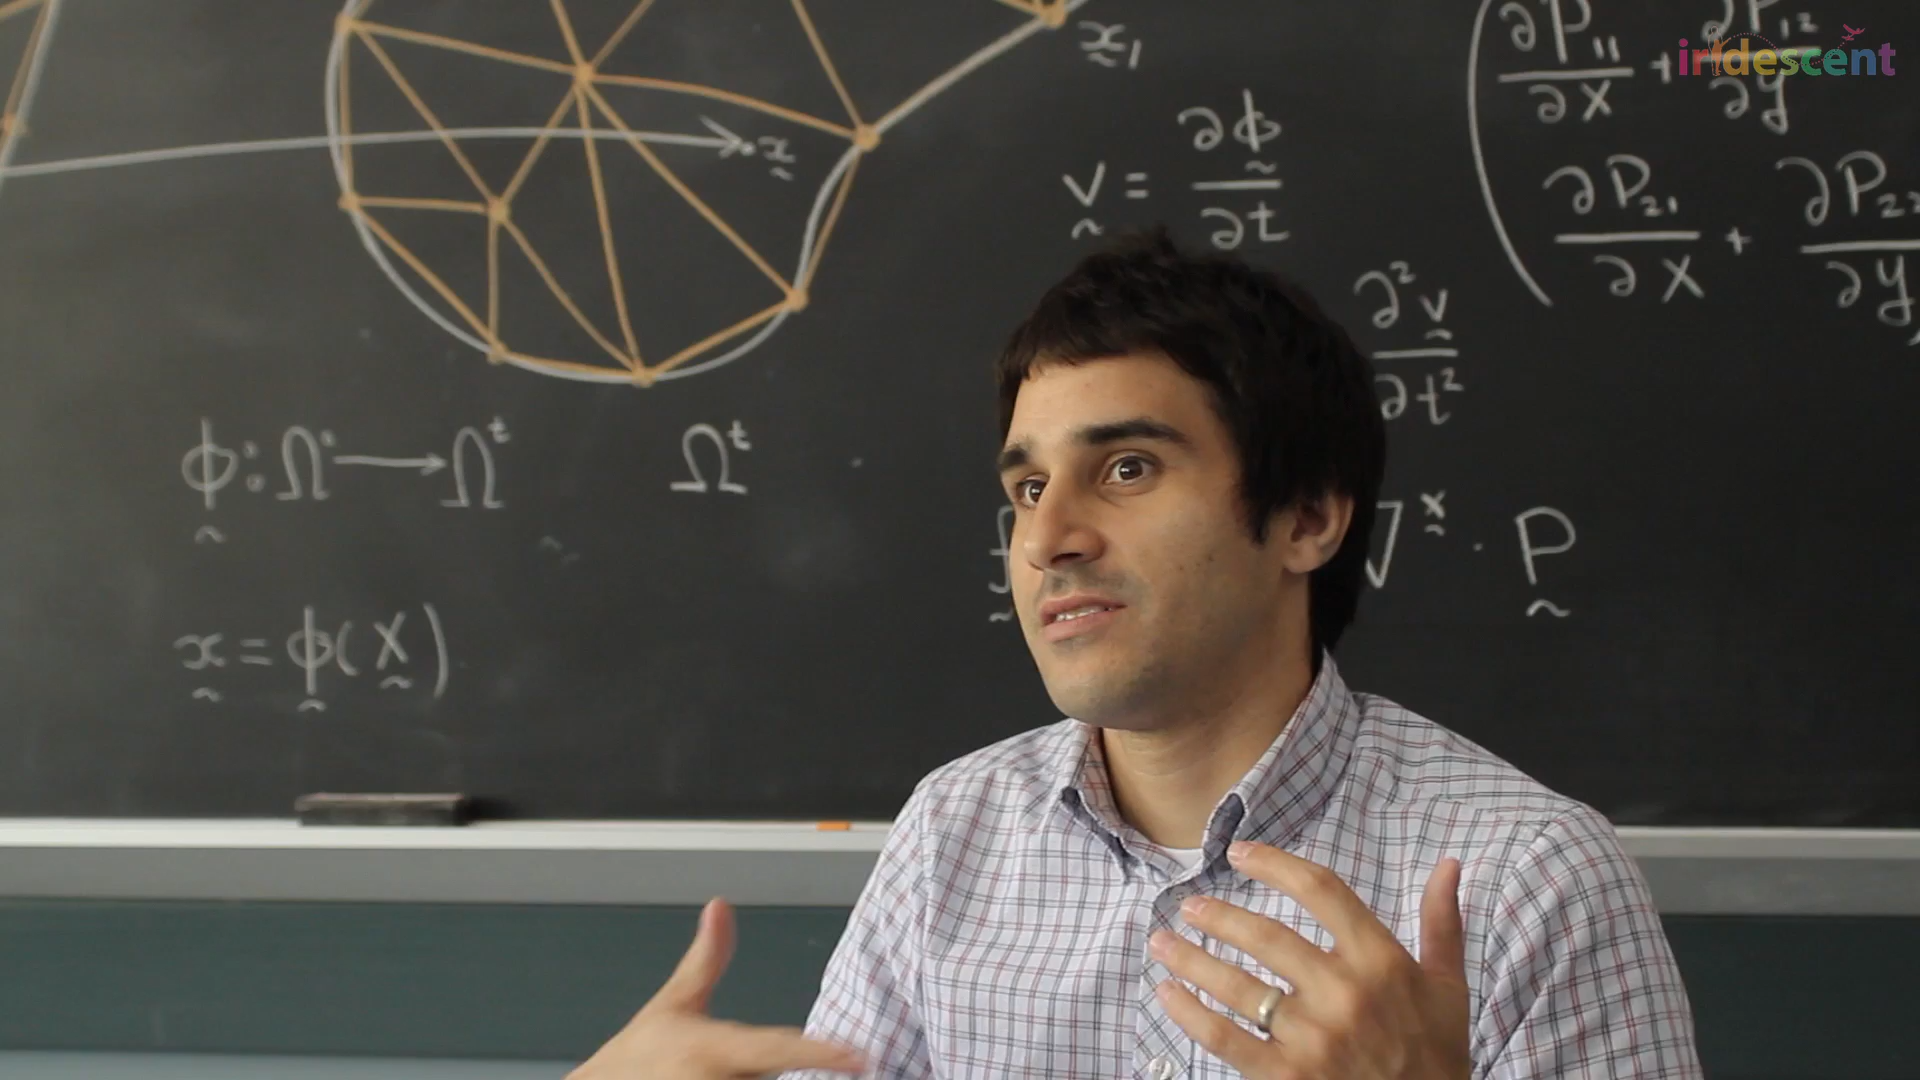 iridescent
x₁
∂P₁₁/∂X + ∂P₁₂/∂y
x
v = ∂ϕ/∂t
∂P₂₁/∂X + ∂P₂₂/∂y
∂²v/∂t²
ϕ: Ω⁰ → Ωᵗ
Ωᵗ
f
∇ˣ · P
x = ϕ(X)